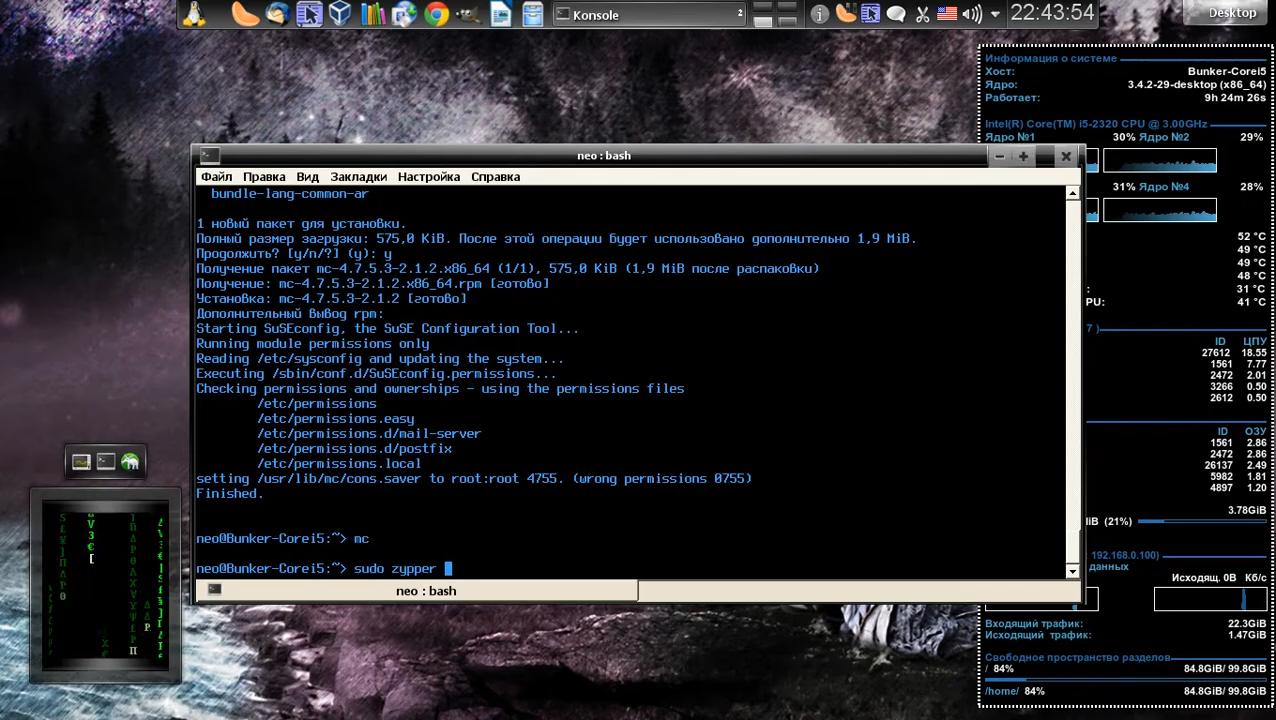 Konsole
2
22:43:54
Desktop
neo : bash
Файл Правка Вид Закладки Настройка Справка
bundle-lang-common-ar
1 новый пакет для установки.
Полный размер загрузки: 575,0 KiB. После этой операции будет использовано дополнительно 1,9 MiB.
Продолжить? [y/n/?] (y): y
Получение пакет mc-4.7.5.3-2.1.2.x86_64 (1/1), 575,0 KiB (1,9 MiB после распаковки)
Получение: mc-4.7.5.3-2.1.2.x86_64.rpm [готово]
Установка: mc-4.7.5.3-2.1.2 [готово]
Дополнительный вывод rpm:
Starting SuSEconfig, the SuSE Configuration Tool...
Running module permissions only
Reading /etc/sysconfig and updating the system...
Executing /sbin/conf.d/SuSEconfig.permissions...
Checking permissions and ownerships - using the permissions files
/etc/permissions
/etc/permissions.easy
/etc/permissions.d/mail-server
/etc/permissions.d/postfix
/etc/permissions.local
setting /usr/lib/mc/cons.saver to root:root 4755. (wrong permissions 0755)
Finished.
neo@Bunker-Corei5:~> mc
neo@Bunker-Corei5:~> sudo zypper
neo : bash
Информация о системе
Хост: Bunker-Corei5
Ядро: 3.4.2-29-desktop (x86_64)
Работает: 9h 24m 26s
Intel(R) Core(TM) i5-2320 CPU @ 3.00GHz
Ядро №1 30% Ядро №2 29%
31% Ядро №4 28%
52 °C
49 °C
48 °C
: 31 °C
PU: 41 °C
7 )
ID ЦПУ
27612 18.55
1561 7.77
2472 2.01
3266 0.50
2612 0.50
ID ОЗУ
1561 2.86
2472 2.86
26137 2.49
5982 1.81
4897 1.20
3.78GiB
iB (21%)
192.168.0.100)
данных
Исходящ. 0B Кб/с
Входящий трафик: 22.3GiB
Исходящий трафик: 1.47GiB
Свободное пространство разделов
/ 84% 84.8GiB/ 99.8GiB
/home/ 84% 84.8GiB/ 99.8GiB